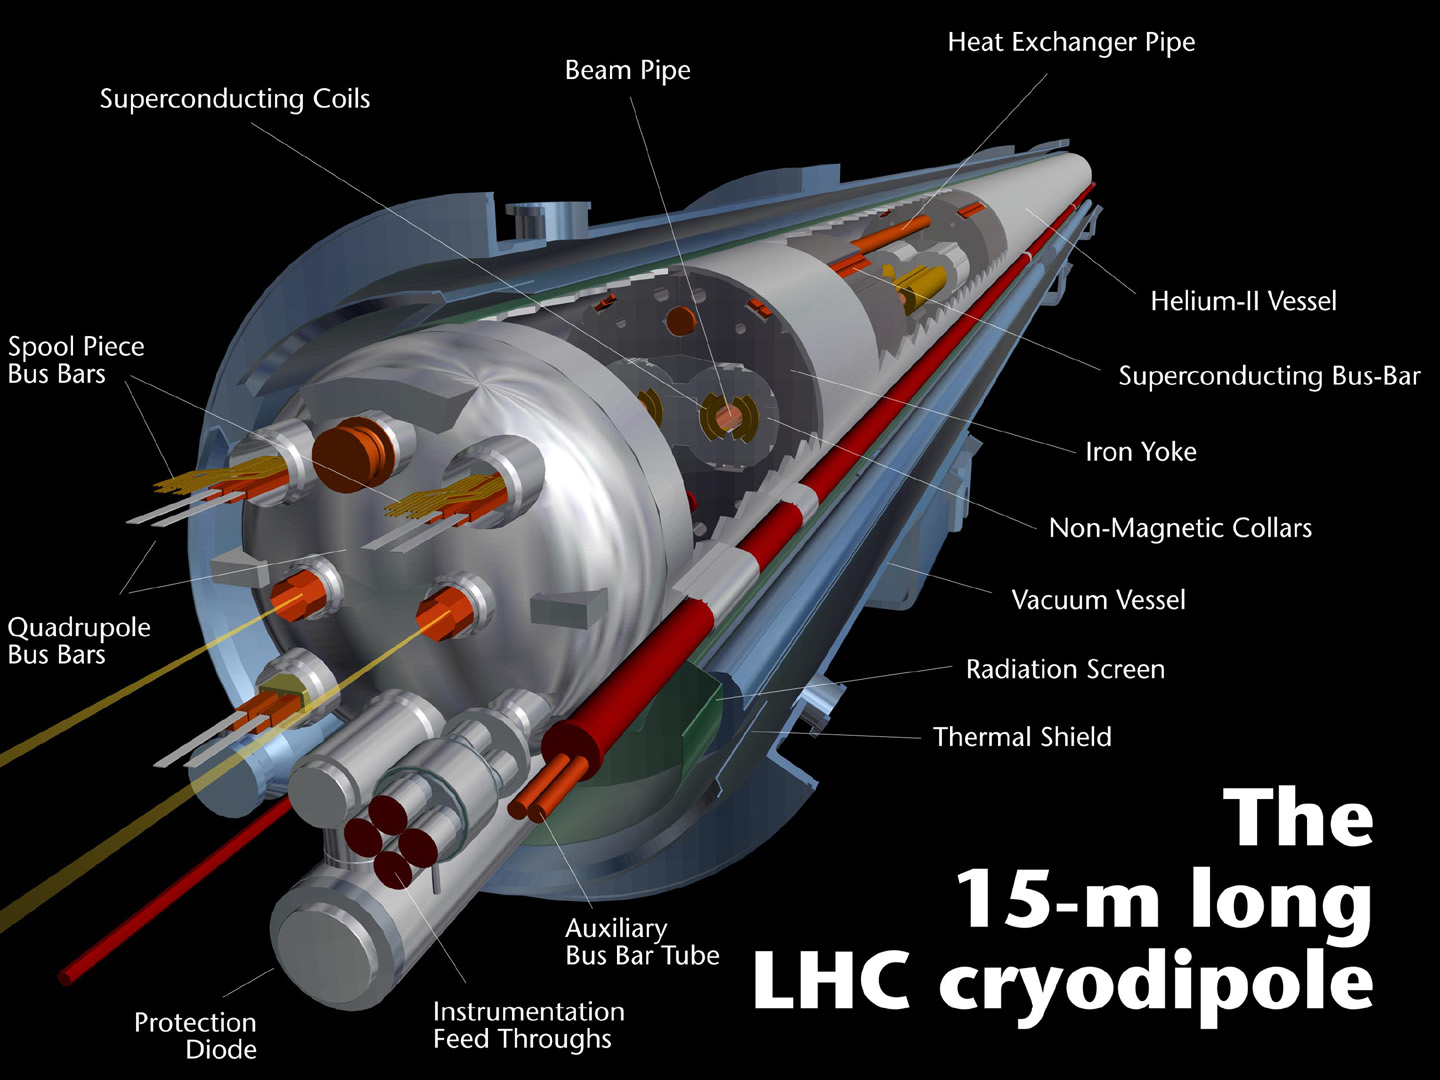 Heat Exchanger Pipe
Beam Pipe
Superconducting Coils
Helium-II Vessel
Spool Piece
Bus Bars
Superconducting Bus-Bar
Iron Yoke
Non-Magnetic Collars
Vacuum Vessel
Quadrupole
Bus Bars
Radiation Screen
Thermal Shield
The
15-m long
LHC cryodipole
Auxiliary
Bus Bar Tube
Instrumentation
Feed Throughs
Protection
Diode